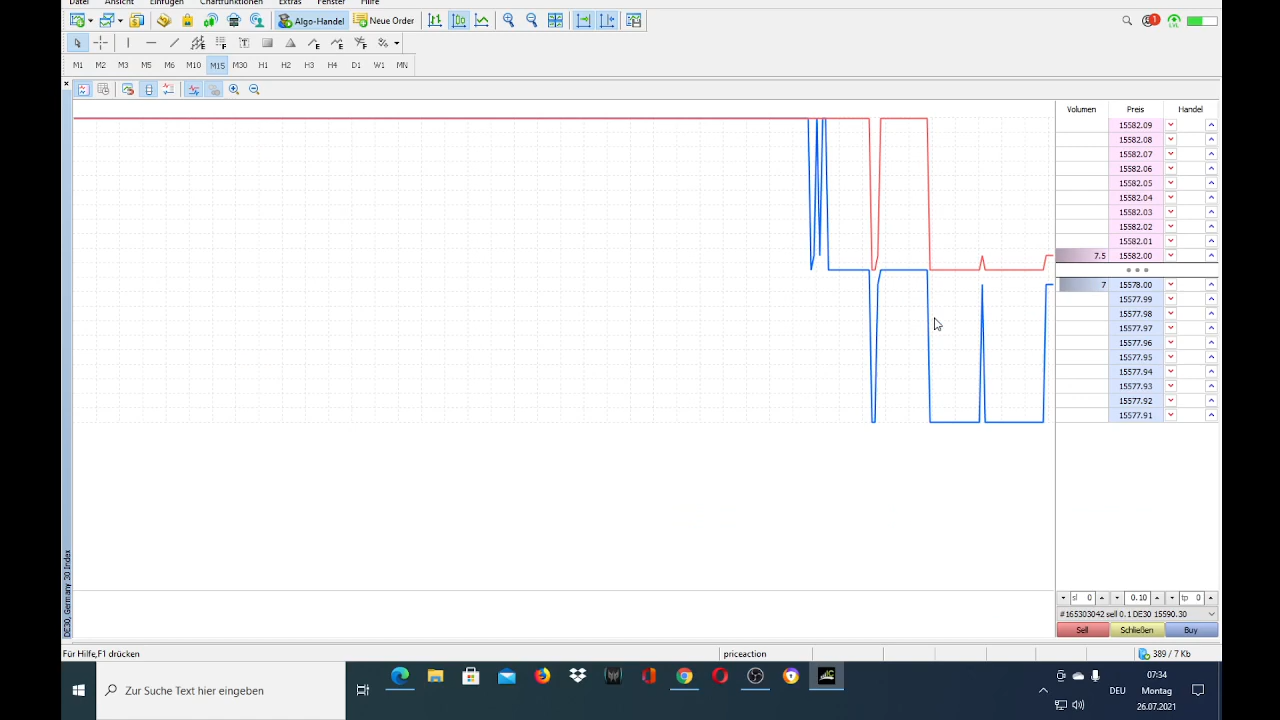 Datei Ansicht Einfügen Chartfunktionen Extras Fenster Hilfe
Algo-Handel Neue Order
M1 M2 M3 M5 M6 M10 M15 M30 H1 H2 H3 H4 D1 W1 MN
Volumen Preis Handel
15582.09
15582.08
15582.07
15582.06
15582.05
15582.04
15582.03
15582.02
15582.01
7.5 15582.00
7 15578.00
15577.99
15577.98
15577.97
15577.96
15577.95
15577.94
15577.93
15577.92
15577.91
DE30, Germany 30 Index
sl 0 0.10 tp 0
#165303042 sell 0.1 DE30 15590.30
Sell Schließen Buy
Für Hilfe,F1 drücken priceaction 389 / 7 Kb
Zur Suche Text hier eingeben
07:34
DEU Montag
26.07.2021